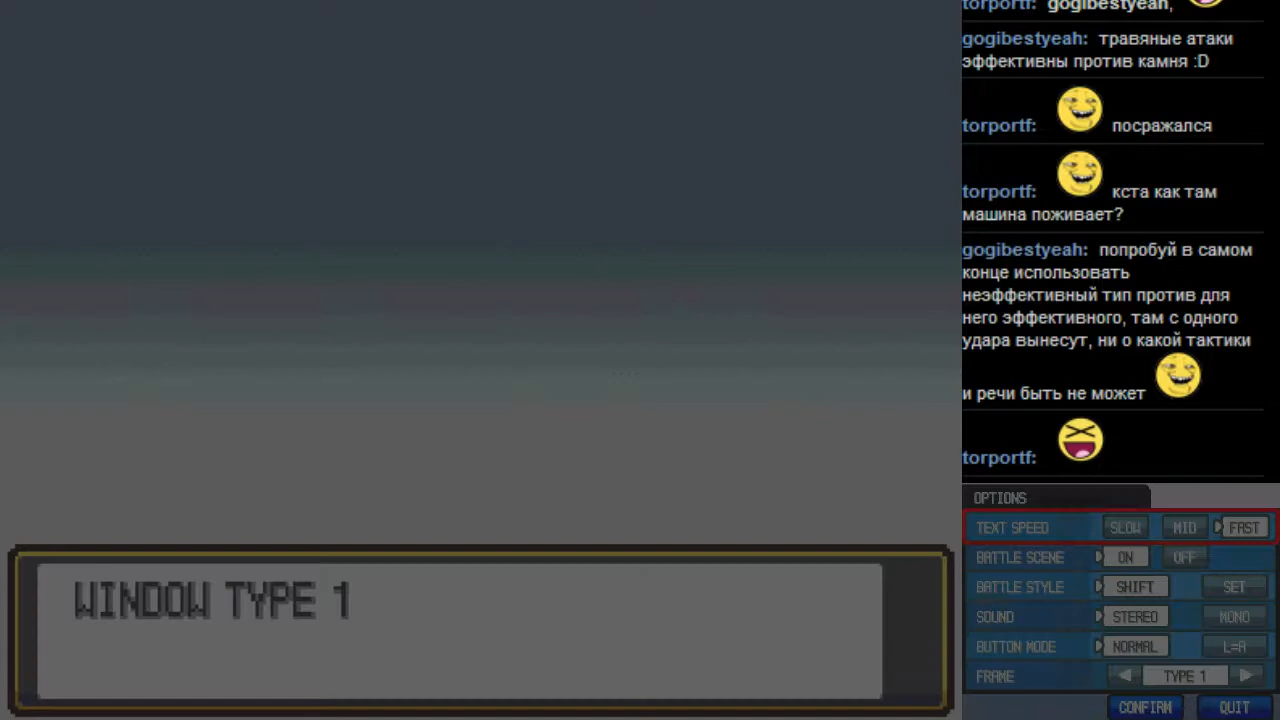 torportf: gogibestyeah,
gogibestyeah: травяные атаки
эффективны против камня :D
torportf: посражался
torportf: кста как там
машина поживает?
gogibestyeah: попробуй в самом
конце использовать
неэффективный тип против для
него эффективного, там с одного
удара вынесут, ни о какой тактики
и речи быть не может
torportf:
WINDOW TYPE 1
OPTIONS
TEXT SPEED SLOW MID FAST
BATTLE SCENE ON OFF
BATTLE STYLE SHIFT SET
SOUND STEREO MONO
BUTTON MODE NORMAL L=A
FRAME TYPE 1
CONFIRM QUIT